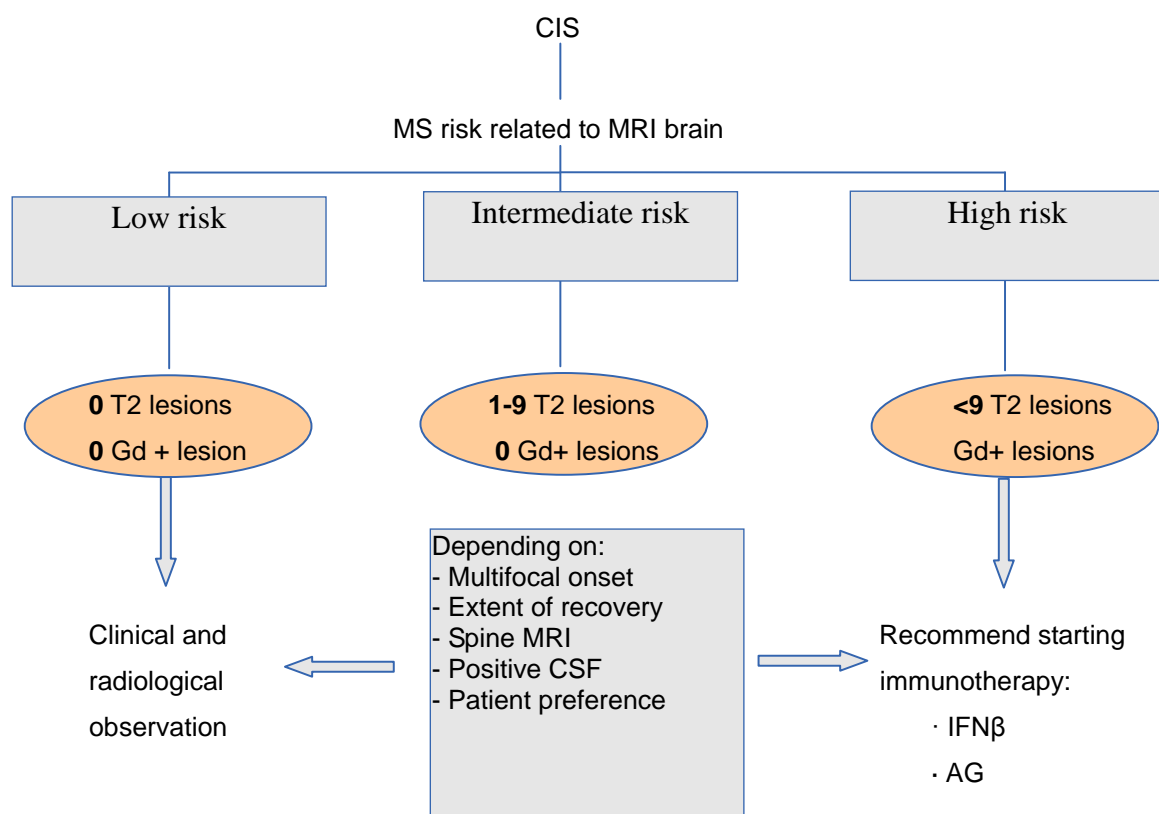 CIS
MS risk related to MRI brain
Low risk
Intermediate risk
High risk
0 T2 lesions
0 Gd + lesion
1-9 T2 lesions
0 Gd+ lesions
<9 T2 lesions
Gd+ lesions
Depending on:
- Multifocal onset
- Extent of recovery
- Spine MRI
- Positive CSF
- Patient preference
Clinical and
radiological
observation
Recommend starting
immunotherapy:
· IFNβ
· AG